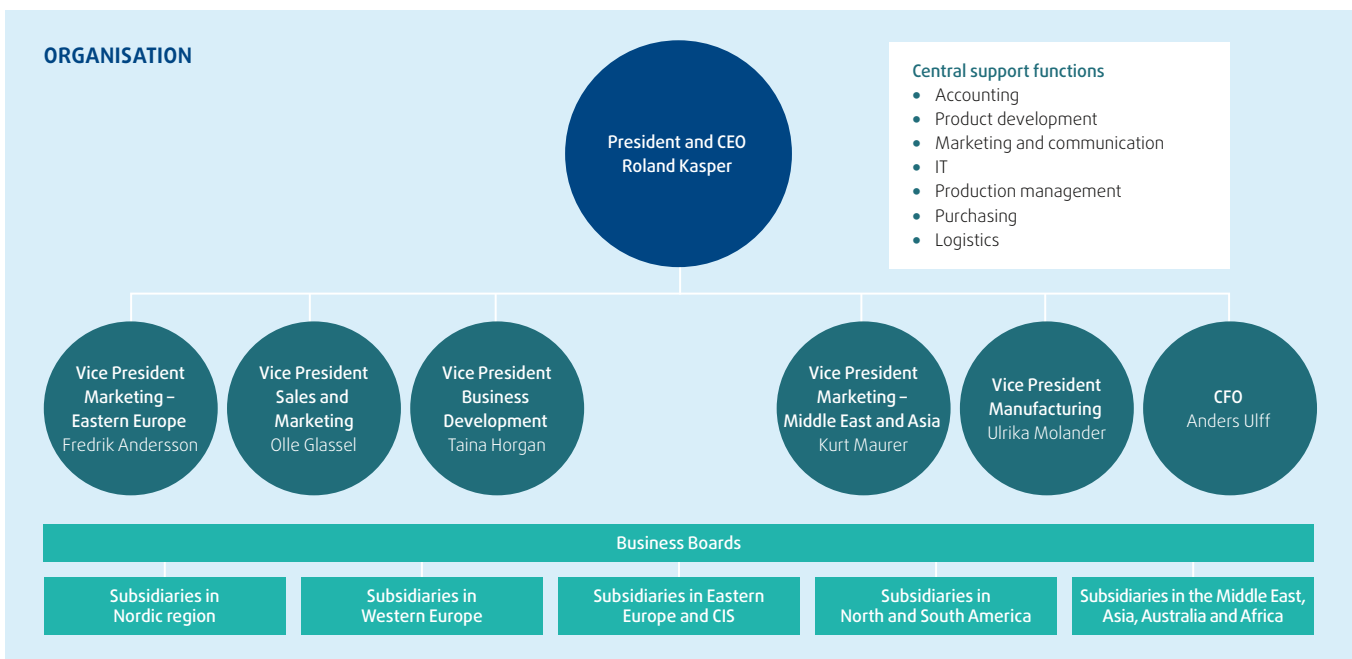 ORGANISATION
President and CEO
Roland Kasper
Central support functions
• Accounting
• Product development
• Marketing and communication
• IT
• Production management
• Purchasing
• Logistics
Vice President
Marketing –
Eastern Europe
Fredrik Andersson
Vice President
Sales and
Marketing
Olle Glassel
Vice President
Business
Development
Taina Horgan
Vice President
Marketing –
Middle East and Asia
Kurt Maurer
Vice President
Manufacturing
Ulrika Molander
CFO
Anders Ulff
Business Boards
Subsidiaries in
Nordic region
Subsidiaries in
Western Europe
Subsidiaries in Eastern
Europe and CIS
Subsidiaries in
North and South America
Subsidiaries in the Middle East,
Asia, Australia and Africa